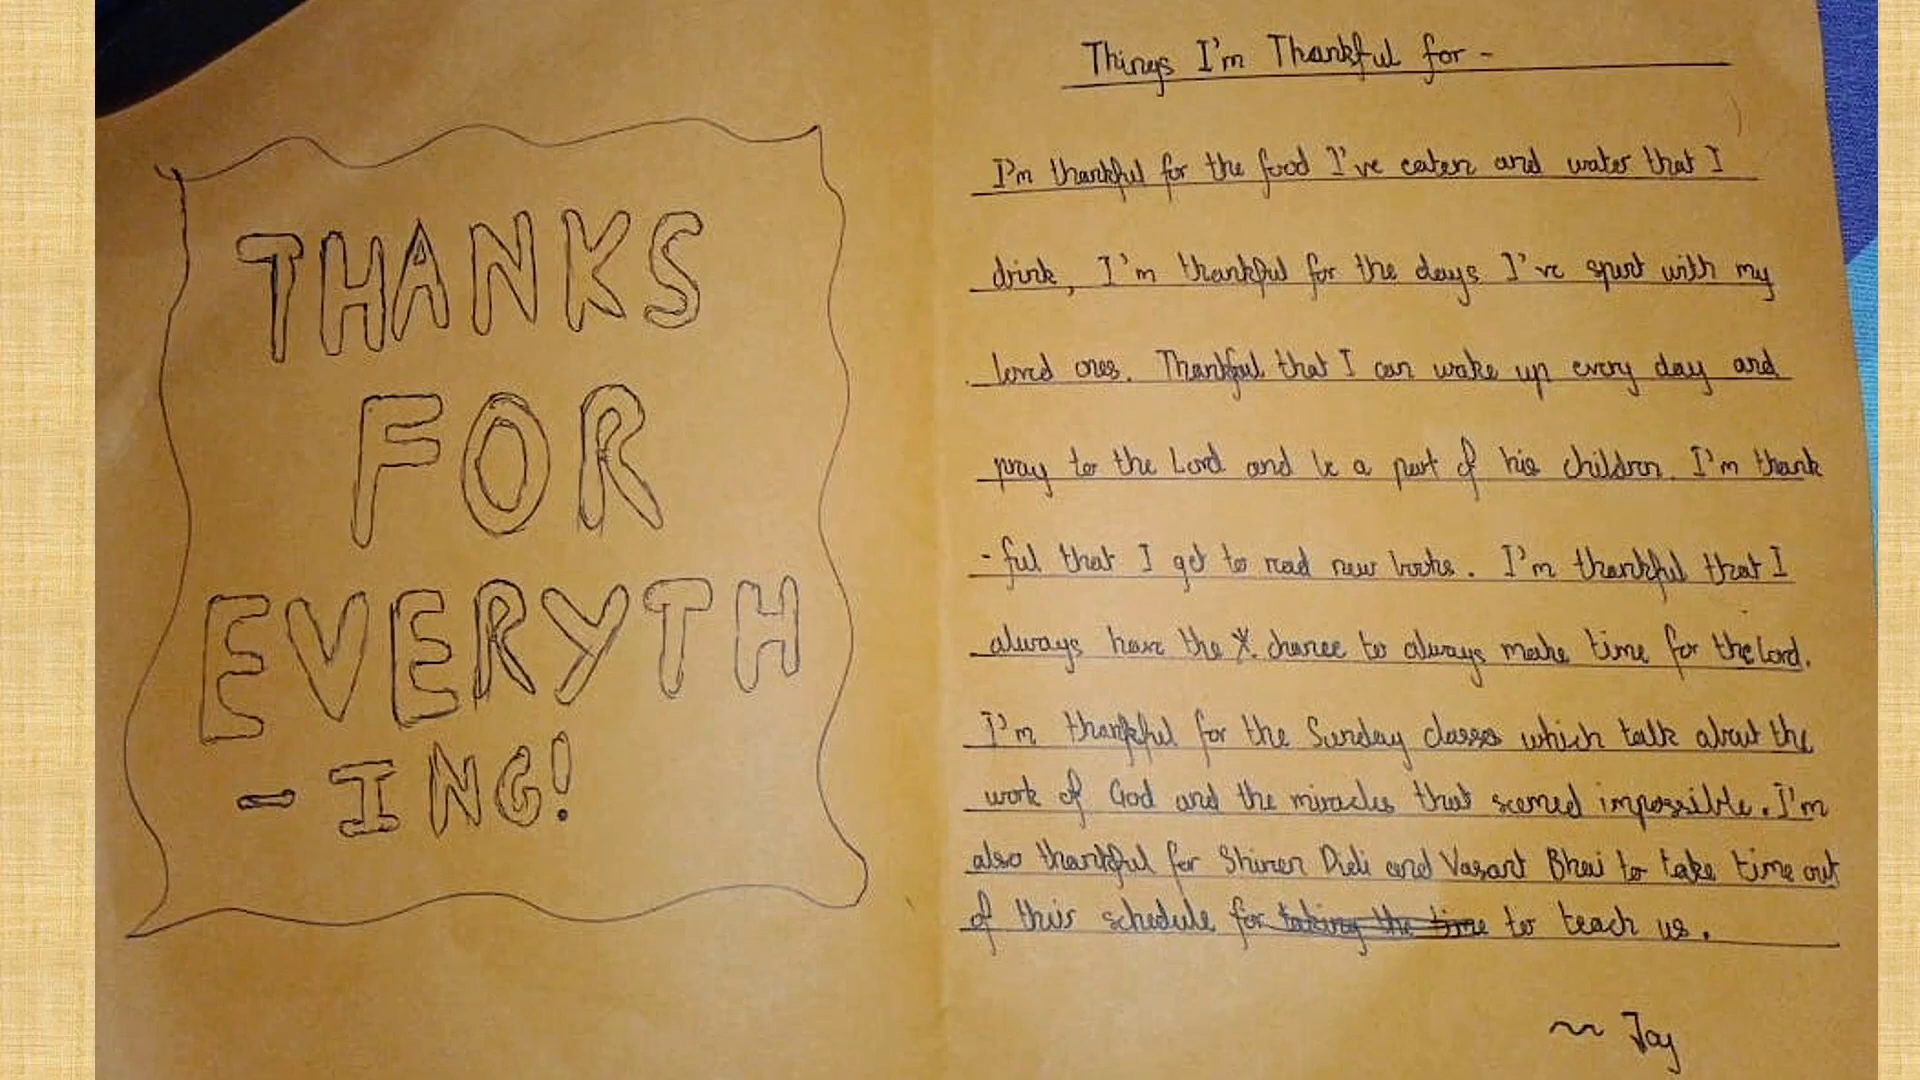 THANKS
FOR
EVERYTH
-ING!
Things I'm Thankful for -
I'm thankful for the food I've eaten and water that I
drink, I'm thankful for the days I've spent with my
loved ones. Thankful that I can wake up every day and
pray to the Lord and be a part of his children. I'm thank
-ful that I get to read new books. I'm thankful that I
always have the chance to always make time for the Lord.
I'm thankful for the Sunday classes which talk about the
work of God and the miracles that seemed impossible. I'm
also thankful for Shiren Didi and Vasant Bhai to take time out
of their schedule for taking the time to teach us.
~ Jay